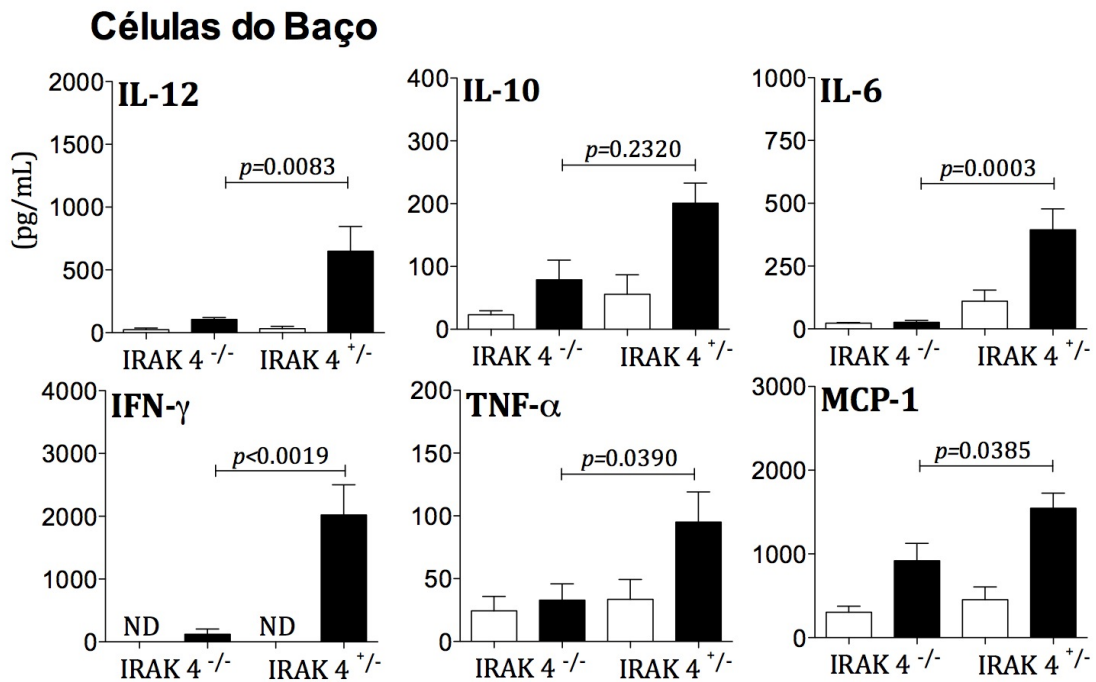 Células do Baço
(pg/mL)
IL-12
2000
1500
1000
500
0
p=0.0083
IRAK 4 -/- IRAK 4 +/-
IL-10
400
300
200
100
0
p=0.2320
IRAK 4 -/- IRAK 4 +/-
IL-6
1000
750
500
250
0
p=0.0003
IRAK 4 -/- IRAK 4 +/-
IFN-γ
4000
3000
2000
1000
0
p<0.0019
ND ND
IRAK 4 -/- IRAK 4 +/-
TNF-α
200
150
100
50
0
p=0.0390
IRAK 4 -/- IRAK 4 +/-
MCP-1
3000
2000
1000
0
p=0.0385
IRAK 4 -/- IRAK 4 +/-